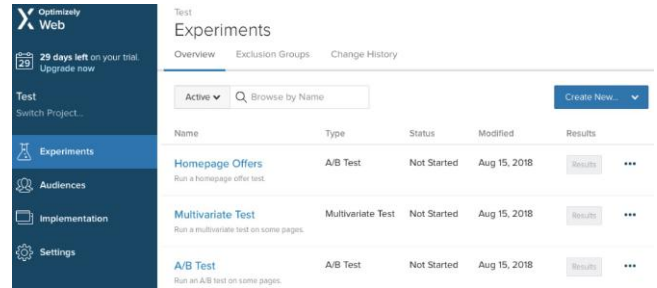 Optimizely
Web
29
29 days left on your trial.
Upgrade now
Test
Switch Project...
Experiments
Audiences
Implementation
Settings
Test
Experiments
Overview Exclusion Groups Change History
Active Browse by Name Create New...
Name Type Status Modified Results
Homepage Offers A/B Test Not Started Aug 15, 2018 Results
Run a homepage offer test.
Multivariate Test Multivariate Test Not Started Aug 15, 2018 Results
Run a multivariate test on some pages.
A/B Test A/B Test Not Started Aug 15, 2018 Results
Run an A/B test on some pages.